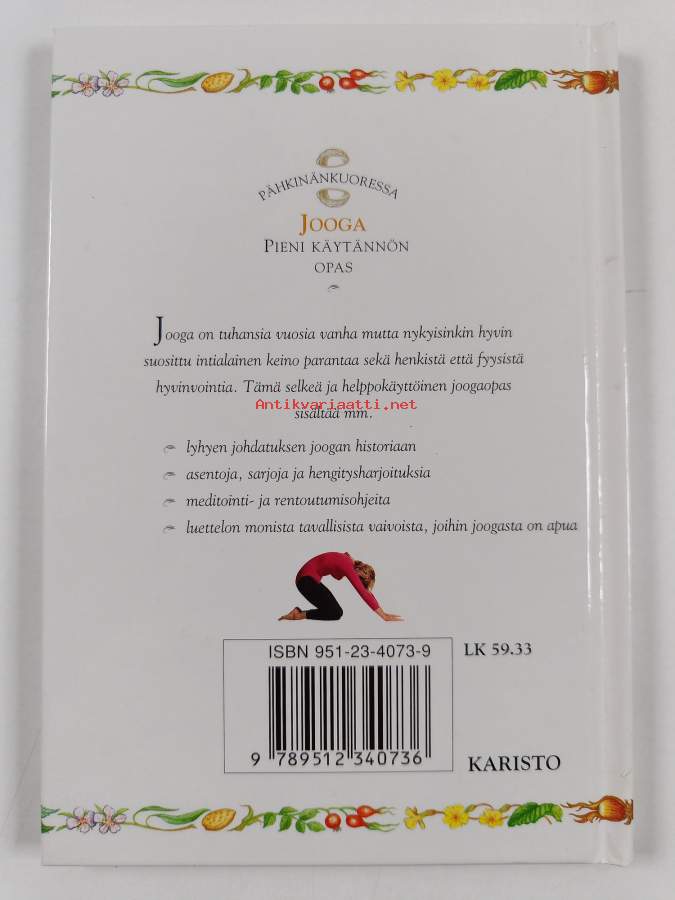 PÄHKINÄNKUORESSA
JOOGA
PIENI KÄYTÄNNÖN
OPAS
Jooga on tuhansia vuosia vanha mutta nykyisinkin hyvin
suosittu intialainen keino parantaa sekä henkistä että fyysistä
hyvinvointia. Tämä selkeä ja helppokäyttöinen joogaopas
Antikvariaatti.net
sisältää mm.
lyhyen johdatuksen joogan historiaan
asentoja, sarjoja ja hengitysharjoituksia
meditointi- ja rentoutumisohjeita
luettelon monista tavallisista vaivoista, joihin joogasta on apua
ISBN 951-23-4073-9
LK 59.33
9 789512 340736
KARISTO